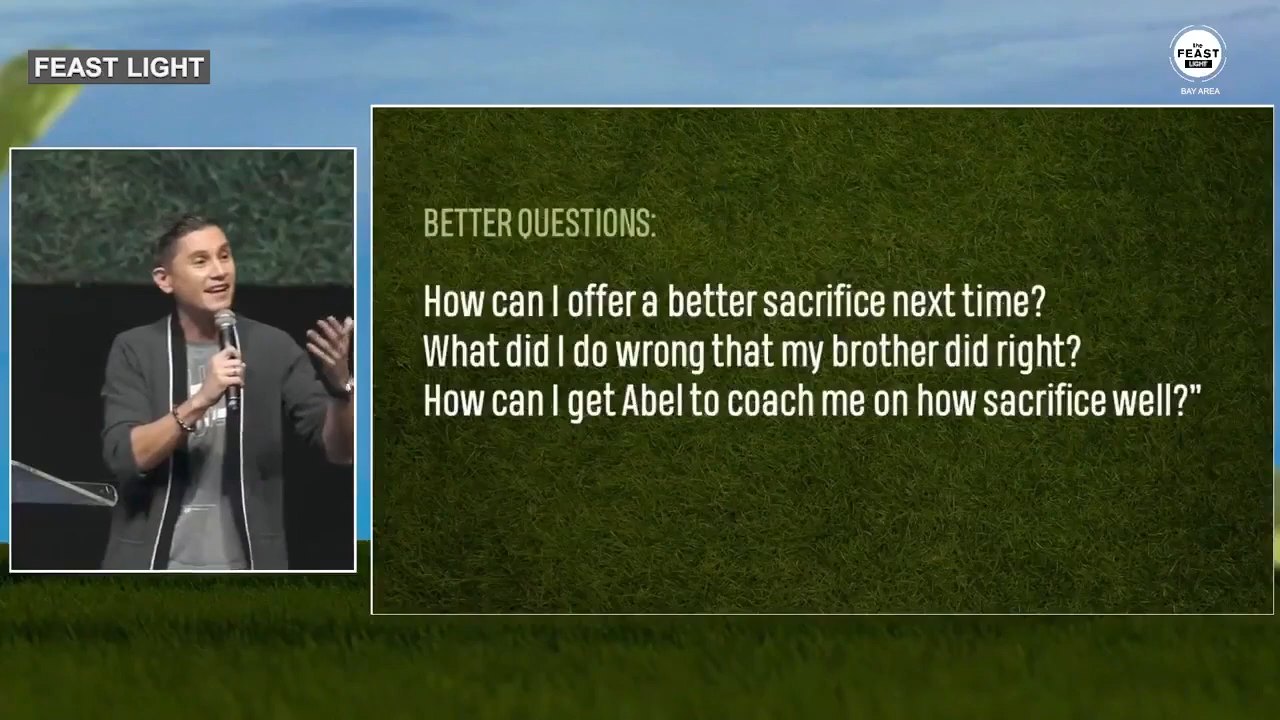 FEAST LIGHT
the
FEAST
LIGHT
BAY AREA
BETTER QUESTIONS:
How can I offer a better sacrifice next time?
What did I do wrong that my brother did right?
How can I get Abel to coach me on how sacrifice well?”